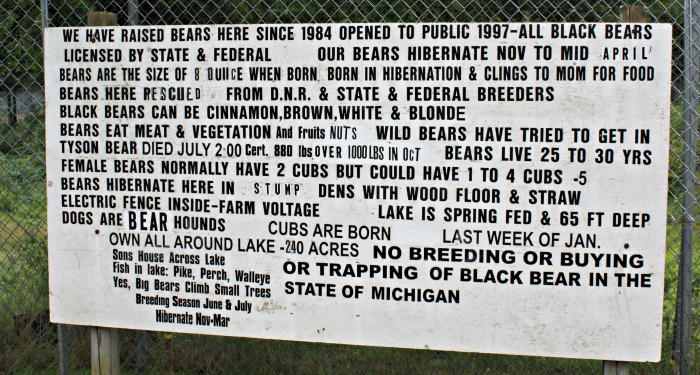 WE HAVE RAISED BEARS HERE SINCE 1984 OPENED TO PUBLIC 1997-ALL BLACK BEARS
LICENSED BY STATE & FEDERAL OUR BEARS HIBERNATE NOV TO MID APRIL
BEARS ARE THE SIZE OF 8 OUNCE WHEN BORN, BORN IN HIBERNATION & CLINGS TO MOM FOR FOOD
BEARS HERE RESCUED FROM D.N.R. & STATE & FEDERAL BREEDERS
BLACK BEARS CAN BE CINNAMON,BROWN,WHITE & BLONDE
BEARS EAT MEAT & VEGETATION And Fruits NUTS WILD BEARS HAVE TRIED TO GET IN
TYSON BEAR DIED JULY 2 00 Cert. 880 lbs OVER 1000 LBS IN OcT BEARS LIVE 25 TO 30 YRS
FEMALE BEARS NORMALLY HAVE 2 CUBS BUT COULD HAVE 1 TO 4 CUBS -5
BEARS HIBERNATE HERE IN STUMP DENS WITH WOOD FLOOR & STRAW
ELECTRIC FENCE INSIDE-FARM VOLTAGE LAKE IS SPRING FED & 65 FT DEEP
DOGS ARE BEAR HOUNDS CUBS ARE BORN LAST WEEK OF JAN.
OWN ALL AROUND LAKE -240 ACRES NO BREEDING OR BUYING
Sons House Across Lake
Fish in lake: Pike, Perch, Walleye OR TRAPPING OF BLACK BEAR IN THE
Yes, Big Bears Climb Small Trees STATE OF MICHIGAN
Breeding Season June & July
Hibernate Nov-Mar